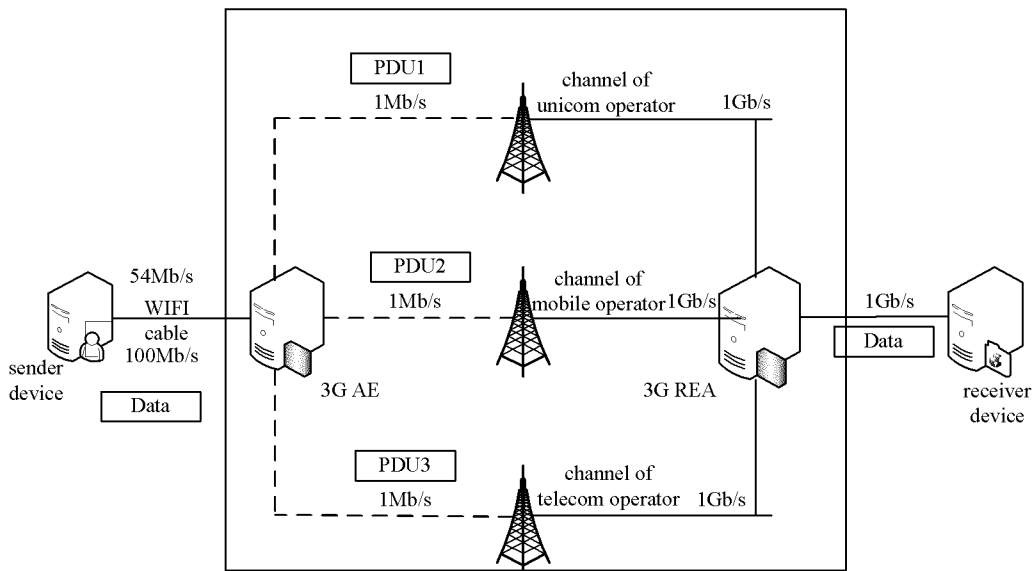 PDU1
1Mb/s
channel of
unicom operator
1Gb/s
54Mb/s
WIFI
cable
100Mb/s
sender
device
Data
3G AE
PDU2
1Mb/s
channel of
mobile operator
1Gb/s
3G REA
1Gb/s
Data
receiver
device
PDU3
1Mb/s
channel of
telecom operator
1Gb/s